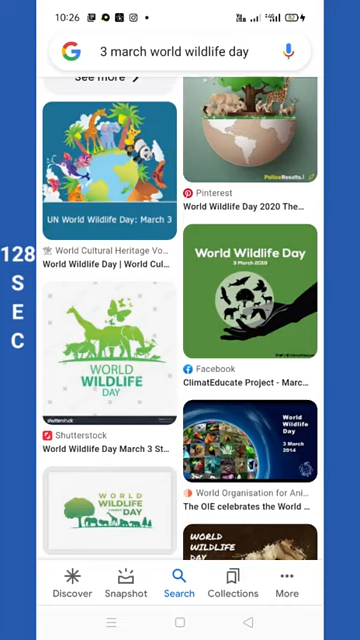 10:26
3 march world wildlife day
See more
UN World Wildlife Day: March 3
World Cultural Heritage Vo...
World Wildlife Day | World Cul...
WORLD
WILDLIFE
DAY
shutterstock
Shutterstock
World Wildlife Day March 3 St...
WORLD
WILDLIFE
DAY
Pinterest
World Wildlife Day 2020 The...
World Wildlife Day
Facebook
ClimatEducate Project - Marc...
World
Wildlife
Day
3 March
2014
World Organisation for Ani...
The OIE celebrates the World ...
WORLD
WILDLIFE
DAY
128
S
E
C
Discover
Snapshot
Search
Collections
More